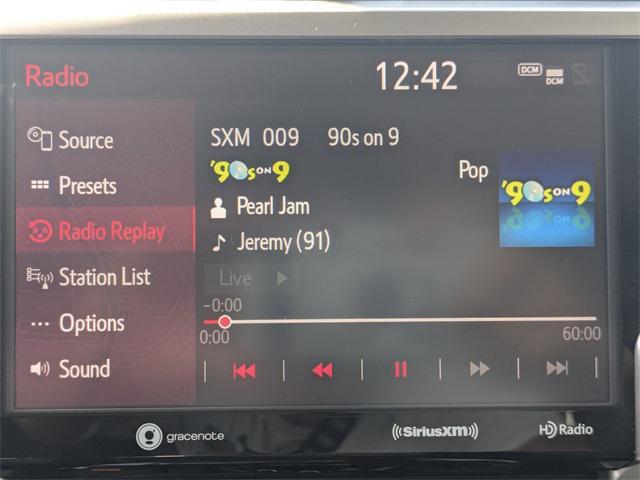 Radio 12:42 DCM DCM
Source
Presets
Radio Replay
Station List
Options
Sound
SXM 009 90s on 9
'90s ON 9
Pop
'90s ON 9
Pearl Jam
Jeremy (91)
Live
-0:00
0:00 60:00
gracenote ((SiriusXM)) HD Radio